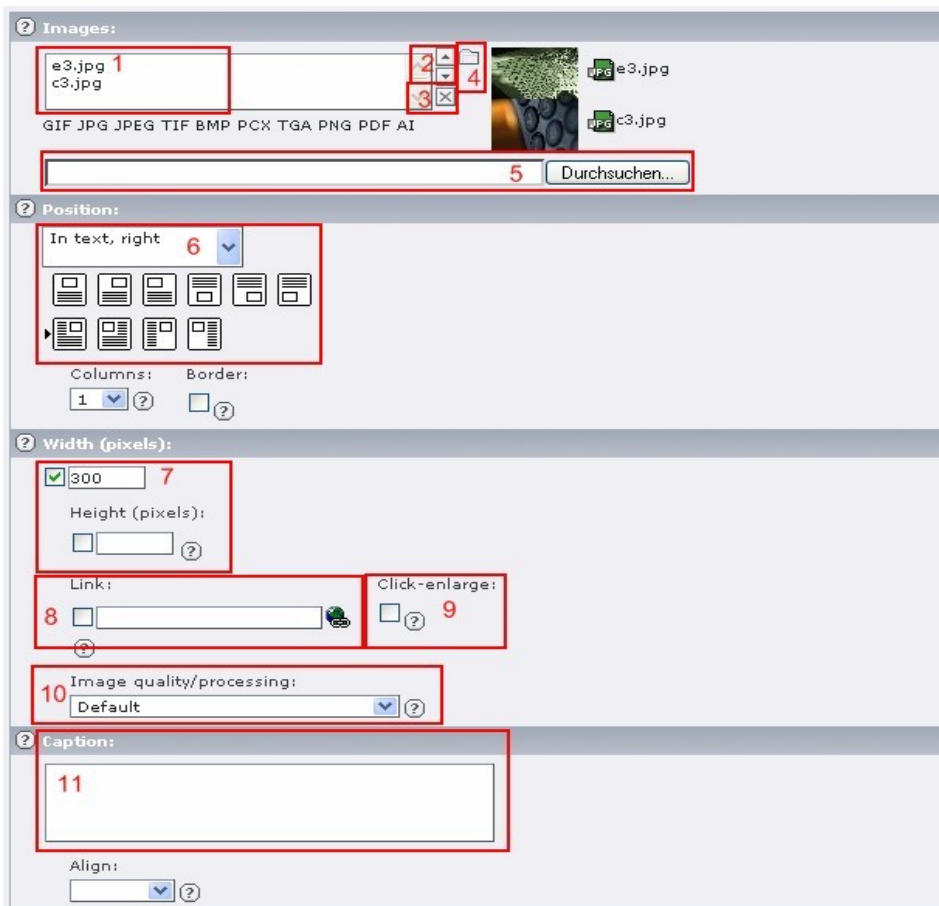 ? Images:
e3.jpg 1
c3.jpg
2
3
4
JPG e3.jpg
JPG c3.jpg
GIF JPG JPEG TIF BMP PCX TGA PNG PDF AI
5 Durchsuchen...
? Position:
In text, right 6
Columns: Border:
1 ? ?
? Width (pixels):
300 7
Height (pixels):
?
Link: Click-enlarge:
8 ? 9
?
Image quality/processing:
10 Default ?
? Caption:
11
Align:
?